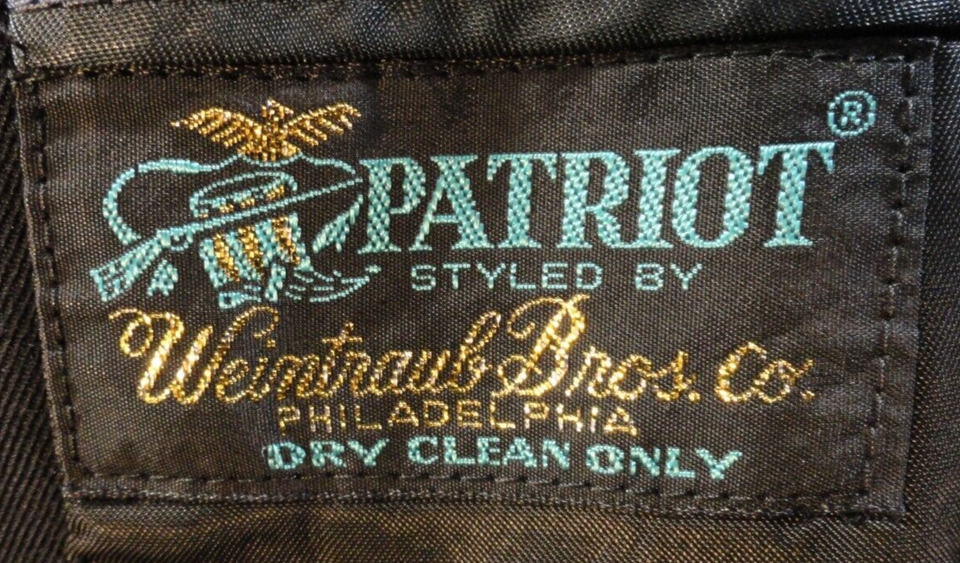 PATRIOT®
STYLED BY
Weintraub Bros. Co.
PHILADELPHIA
DRY CLEAN ONLY